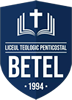 LICEUL TEOLOGIC PENTICOSTAL
BETEL
• 1994 •